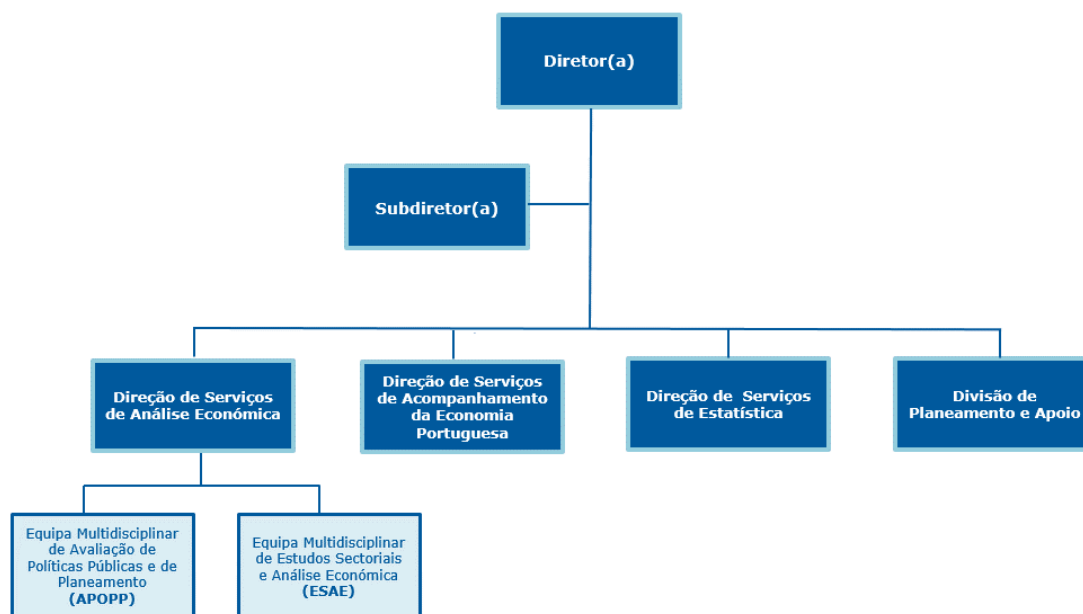 Diretor(a)
Subdiretor(a)
Direção de Serviços
de Análise Económica
Direção de Serviços
de Acompanhamento
da Economia
Portuguesa
Direção de  Serviços
de Estatística
Divisão de
Planeamento e Apoio
Equipa Multidisciplinar
de Avaliação de
Políticas Públicas e de
Planeamento
(APOPP)
Equipa Multidisciplinar
de Estudos Sectoriais
e Análise Económica
(ESAE)